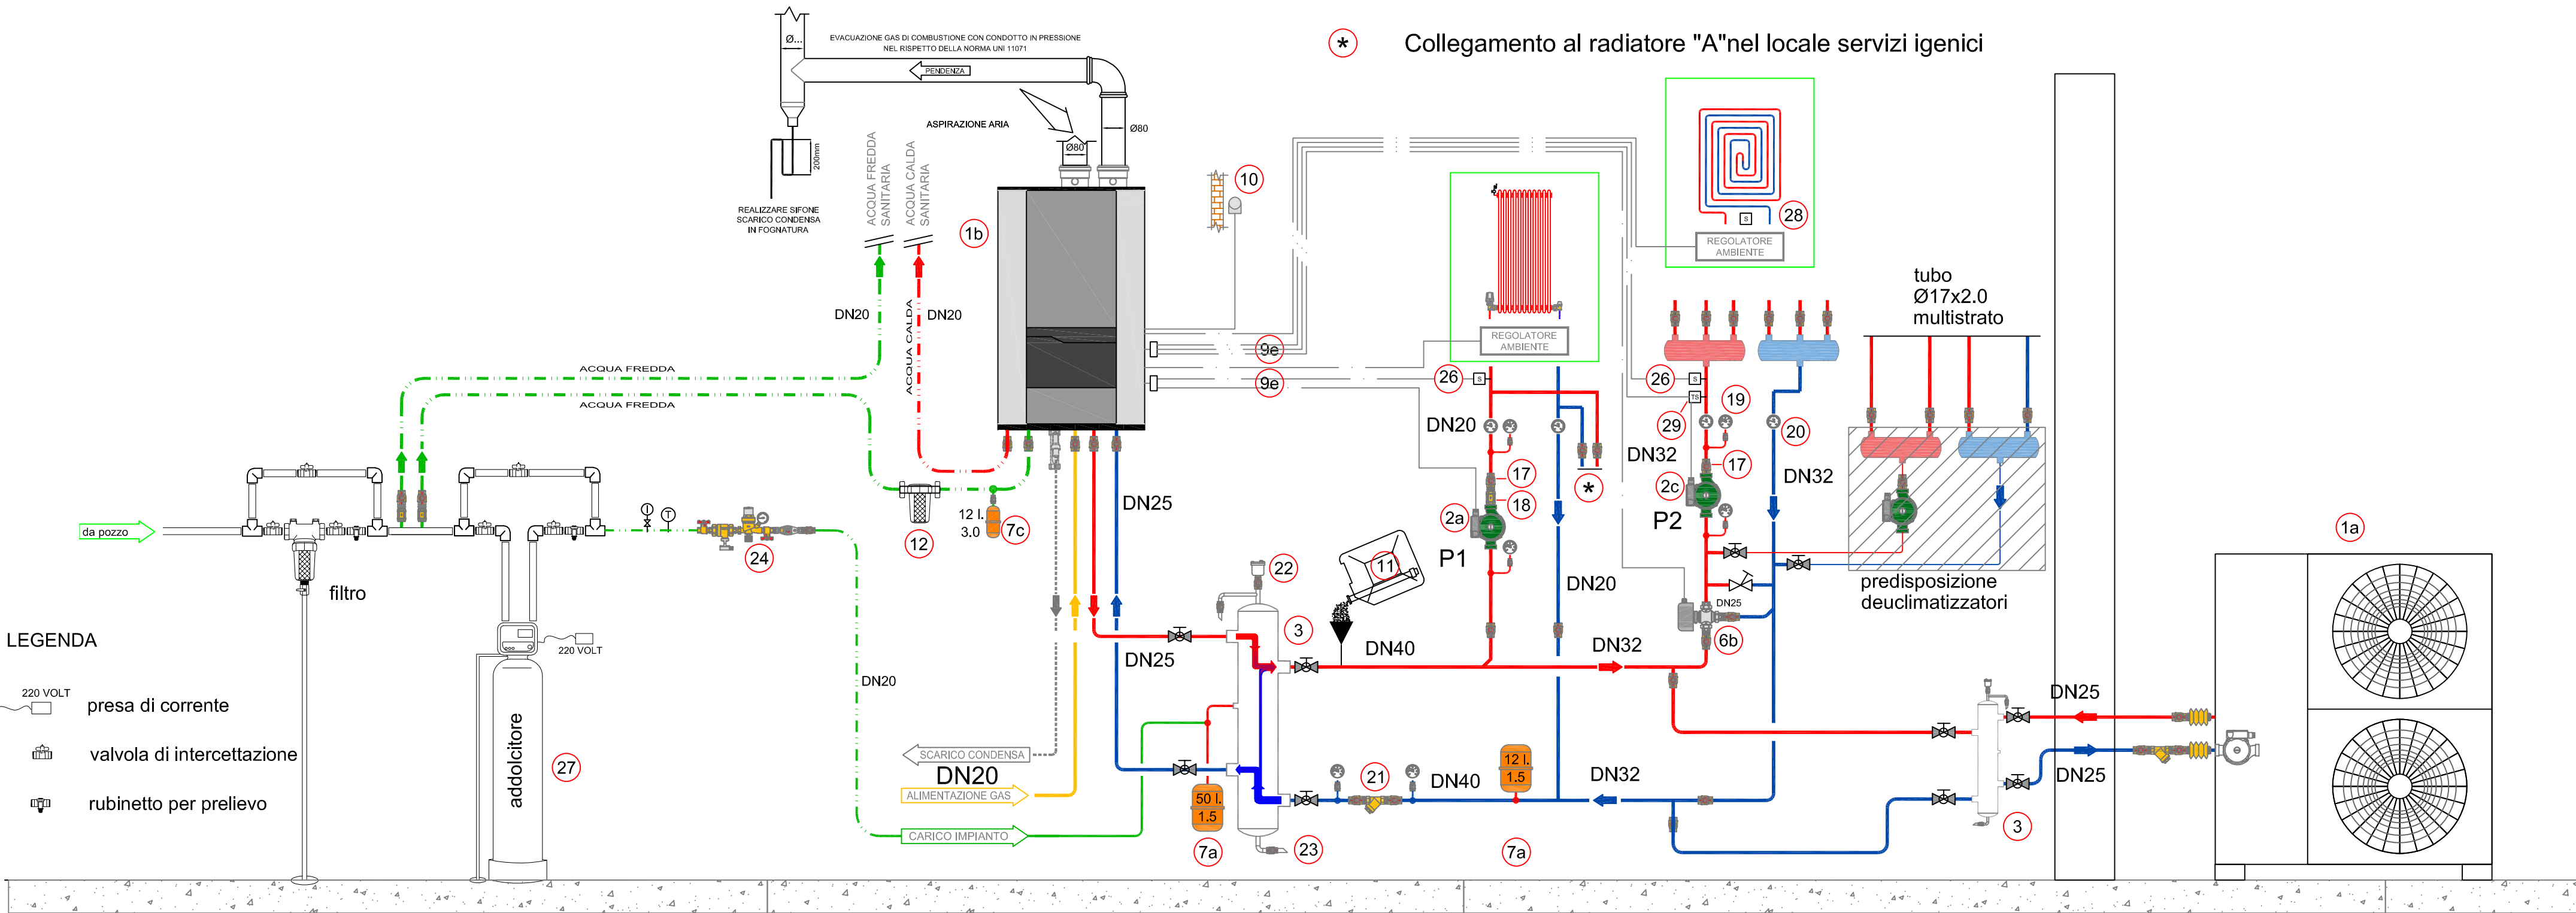 Ø...
EVACUAZIONE GAS DI COMBUSTIONE CON CONDOTTO IN PRESSIONE
NEL RISPETTO DELLA NORMA UNI 11071
PENDENZA
* Collegamento al radiatore "A"nel locale servizi igenici
ASPIRAZIONE ARIA
Ø80
Ø80
200mm
REALIZZARE SIFONE
SCARICO CONDENSA
IN FOGNATURA
ACQUA FREDDA
SANITARIA
ACQUA CALDA
SANITARIA
1b
10
S
28
REGOLATORE
AMBIENTE
REGOLATORE
AMBIENTE
tubo
Ø17x2.0
multistrato
DN20
DN20
ACQUA CALDA
ACQUA FREDDA
ACQUA FREDDA
9e
9e
26
S
26
S
TS
29
19
20
DN20
DN32
DN32
17
18
17
2a
2c
P1
P2
*
da pozzo
filtro
I
T
24
12
12 l.
3.0
7c
DN25
22
11
3
DN40
DN20
DN32
DN25
6b
predisposizione
deuclimatizzatori
1a
LEGENDA
220 VOLT
presa di corrente
valvola di intercettazione
rubinetto per prelievo
220 VOLT
addolcitore
27
DN20
DN25
SCARICO CONDENSA
DN20
ALIMENTAZIONE GAS
CARICO IMPIANTO
50 l.
1.5
7a
23
21
DN40
12 l.
1.5
7a
DN32
DN25
DN25
3